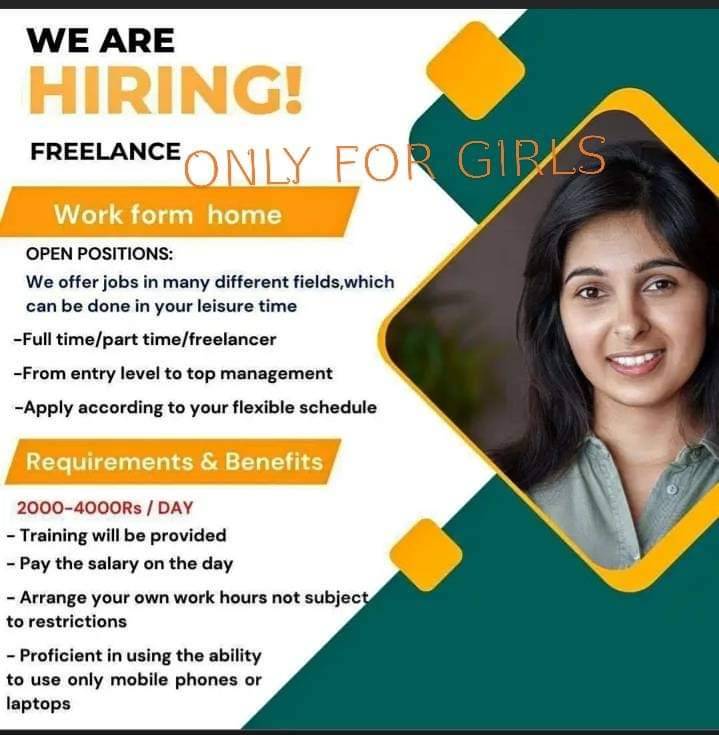 WE ARE
HIRING!
FREELANCE
ONLY FOR GIRLS
Work form home
OPEN POSITIONS:
We offer jobs in many different fields,which
can be done in your leisure time
-Full time/part time/freelancer
-From entry level to top management
-Apply according to your flexible schedule
Requirements & Benefits
2000-4000Rs / DAY
- Training will be provided
- Pay the salary on the day
- Arrange your own work hours not subject
to restrictions
- Proficient in using the ability
to use only mobile phones or
laptops